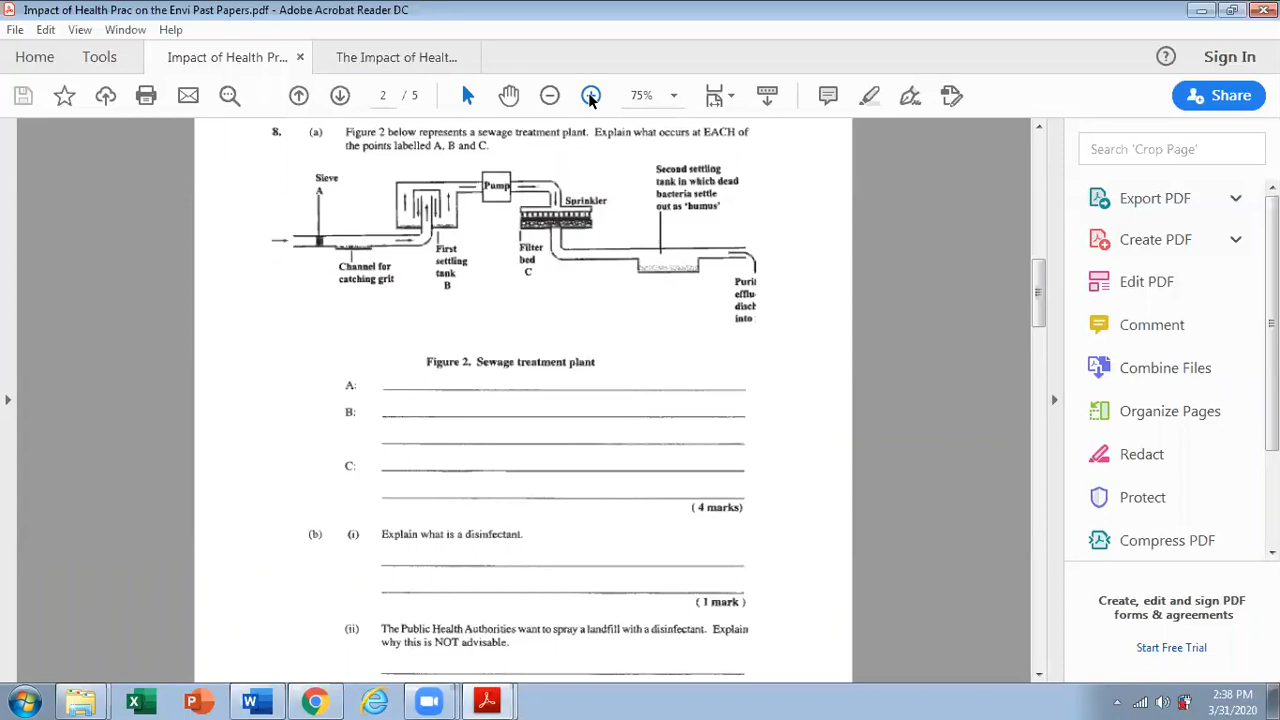 Impact of Health Prac on the Envi Past Papers.pdf - Adobe Acrobat Reader DC
File Edit View Window Help
Home Tools Impact of Health Pr... × The Impact of Healt... ? Sign In
2 / 5 75% Share
8. (a) Figure 2 below represents a sewage treatment plant. Explain what occurs at EACH of
the points labelled A, B and C.
Sieve
A
Channel for
catching grit
First
settling
tank
B
Pump
Sprinkler
Filter
bed
C
Second settling
tank in which dead
bacteria settle
out as 'humus'
Puri
efflu
disch
into
Figure 2. Sewage treatment plant
A:
B:
C:
( 4 marks)
(b) (i) Explain what is a disinfectant.
( 1 mark )
(ii) The Public Health Authorities want to spray a landfill with a disinfectant. Explain
why this is NOT advisable.
Search 'Crop Page'
Export PDF
Create PDF
Edit PDF
Comment
Combine Files
Organize Pages
Redact
Protect
Compress PDF
Create, edit and sign PDF
forms & agreements
Start Free Trial
2:38 PM
3/31/2020